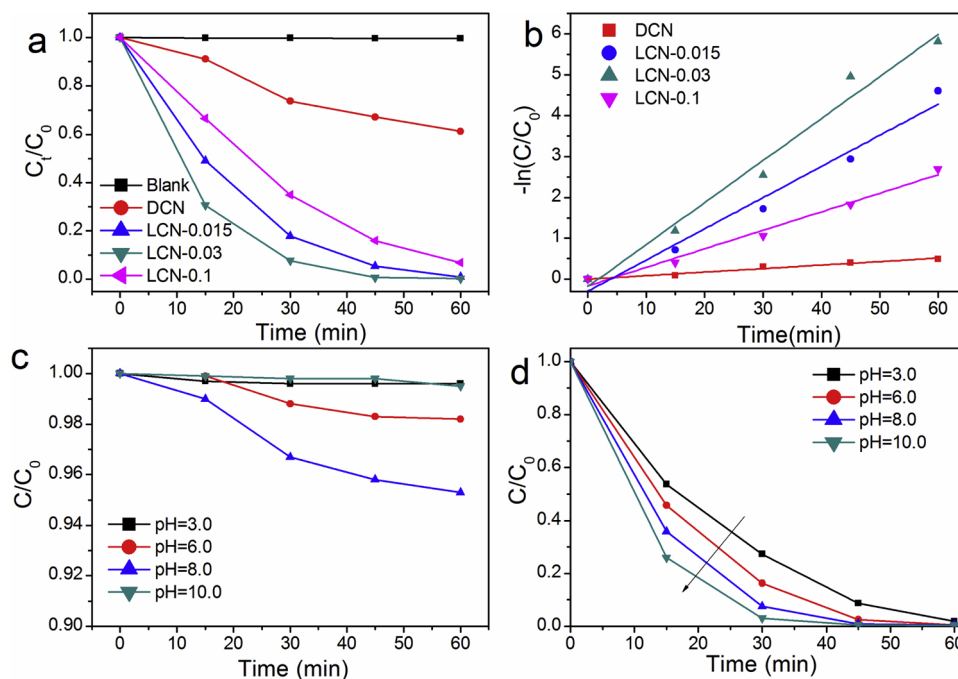 a
C_t/C_0
1.0
0.8
0.6
0.4
0.2
0.0
Blank
DCN
LCN-0.015
LCN-0.03
LCN-0.1
0 10 20 30 40 50 60
Time (min)
b
-ln(C/C_0)
6
5
4
3
2
1
0
DCN
LCN-0.015
LCN-0.03
LCN-0.1
0 10 20 30 40 50 60
Time(min)
c
C/C_0
1.00
0.98
0.96
0.94
0.92
0.90
pH=3.0
pH=6.0
pH=8.0
pH=10.0
0 10 20 30 40 50 60
Time (min)
d
C/C_0
1.0
0.8
0.6
0.4
0.2
0.0
pH=3.0
pH=6.0
pH=8.0
pH=10.0
0 10 20 30 40 50 60
Time (min)